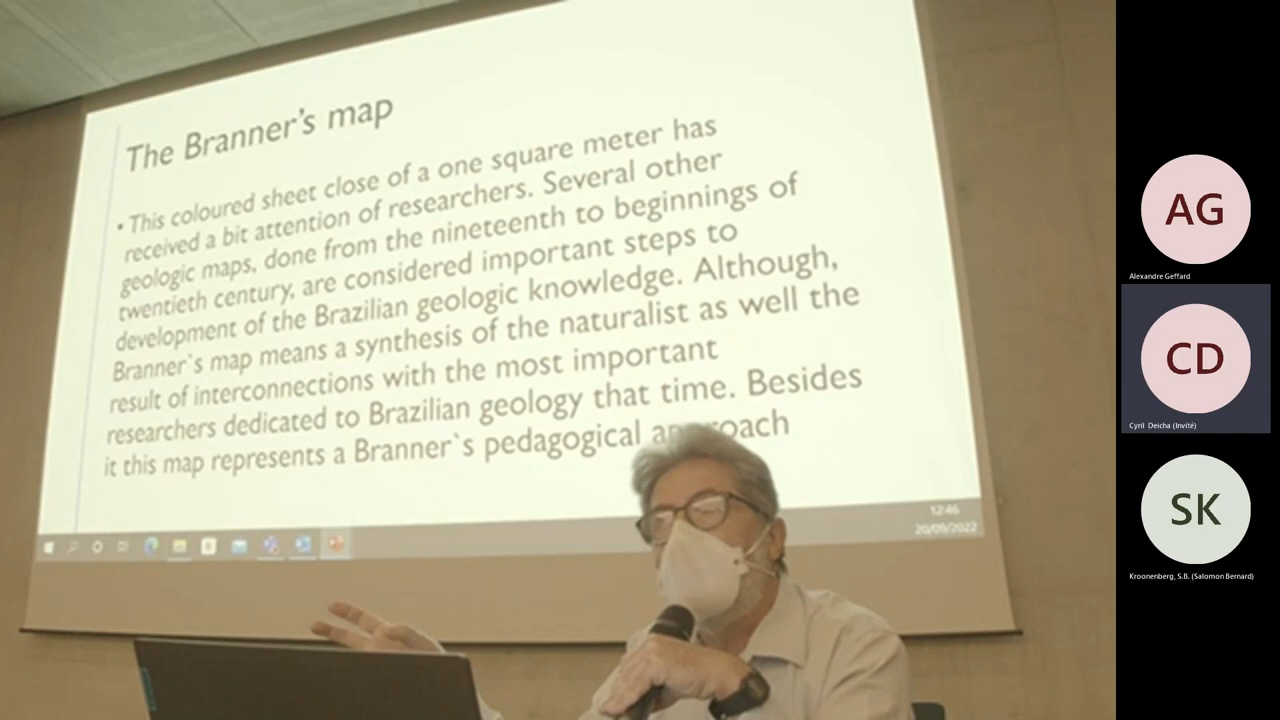 The Branner's map
• This coloured sheet close of a one square meter has
received a bit attention of researchers. Several other
geologic maps, done from the nineteenth to beginnings of
twentieth century, are considered important steps to
development of the Brazilian geologic knowledge. Although,
Branner`s map means a synthesis of the naturalist as well the
result of interconnections with the most important
researchers dedicated to Brazilian geology that time. Besides
it this map represents a Branner`s pedagogical approach
12:46
20/09/2022
AG
Alexandre Geffard
CD
Cyril Deicha (Invité)
SK
Kroonenberg, S.B. (Salomon Bernard)